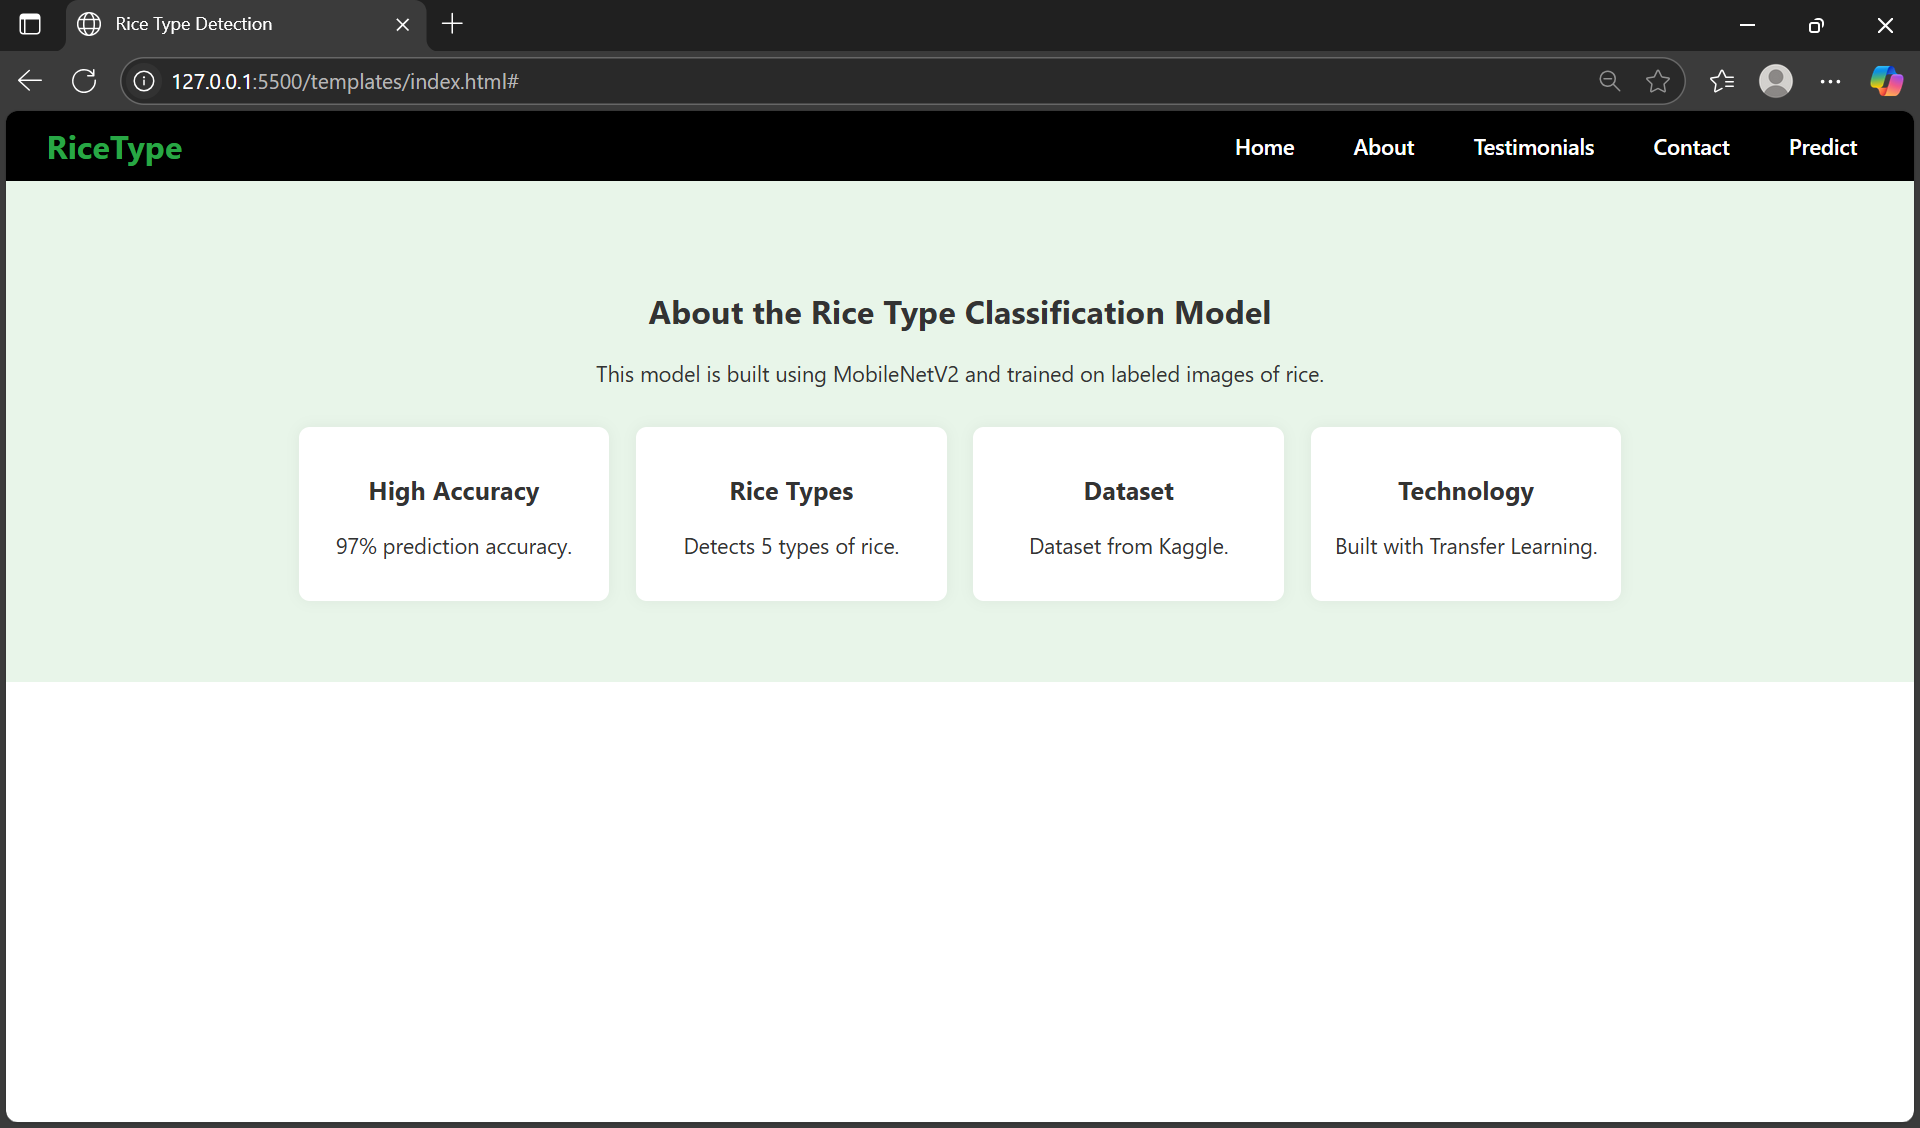 Rice Type Detection
127.0.0.1:5500/templates/index.html#
RiceType
Home About Testimonials Contact Predict
About the Rice Type Classification Model
This model is built using MobileNetV2 and trained on labeled images of rice.
High Accuracy
97% prediction accuracy.
Rice Types
Detects 5 types of rice.
Dataset
Dataset from Kaggle.
Technology
Built with Transfer Learning.